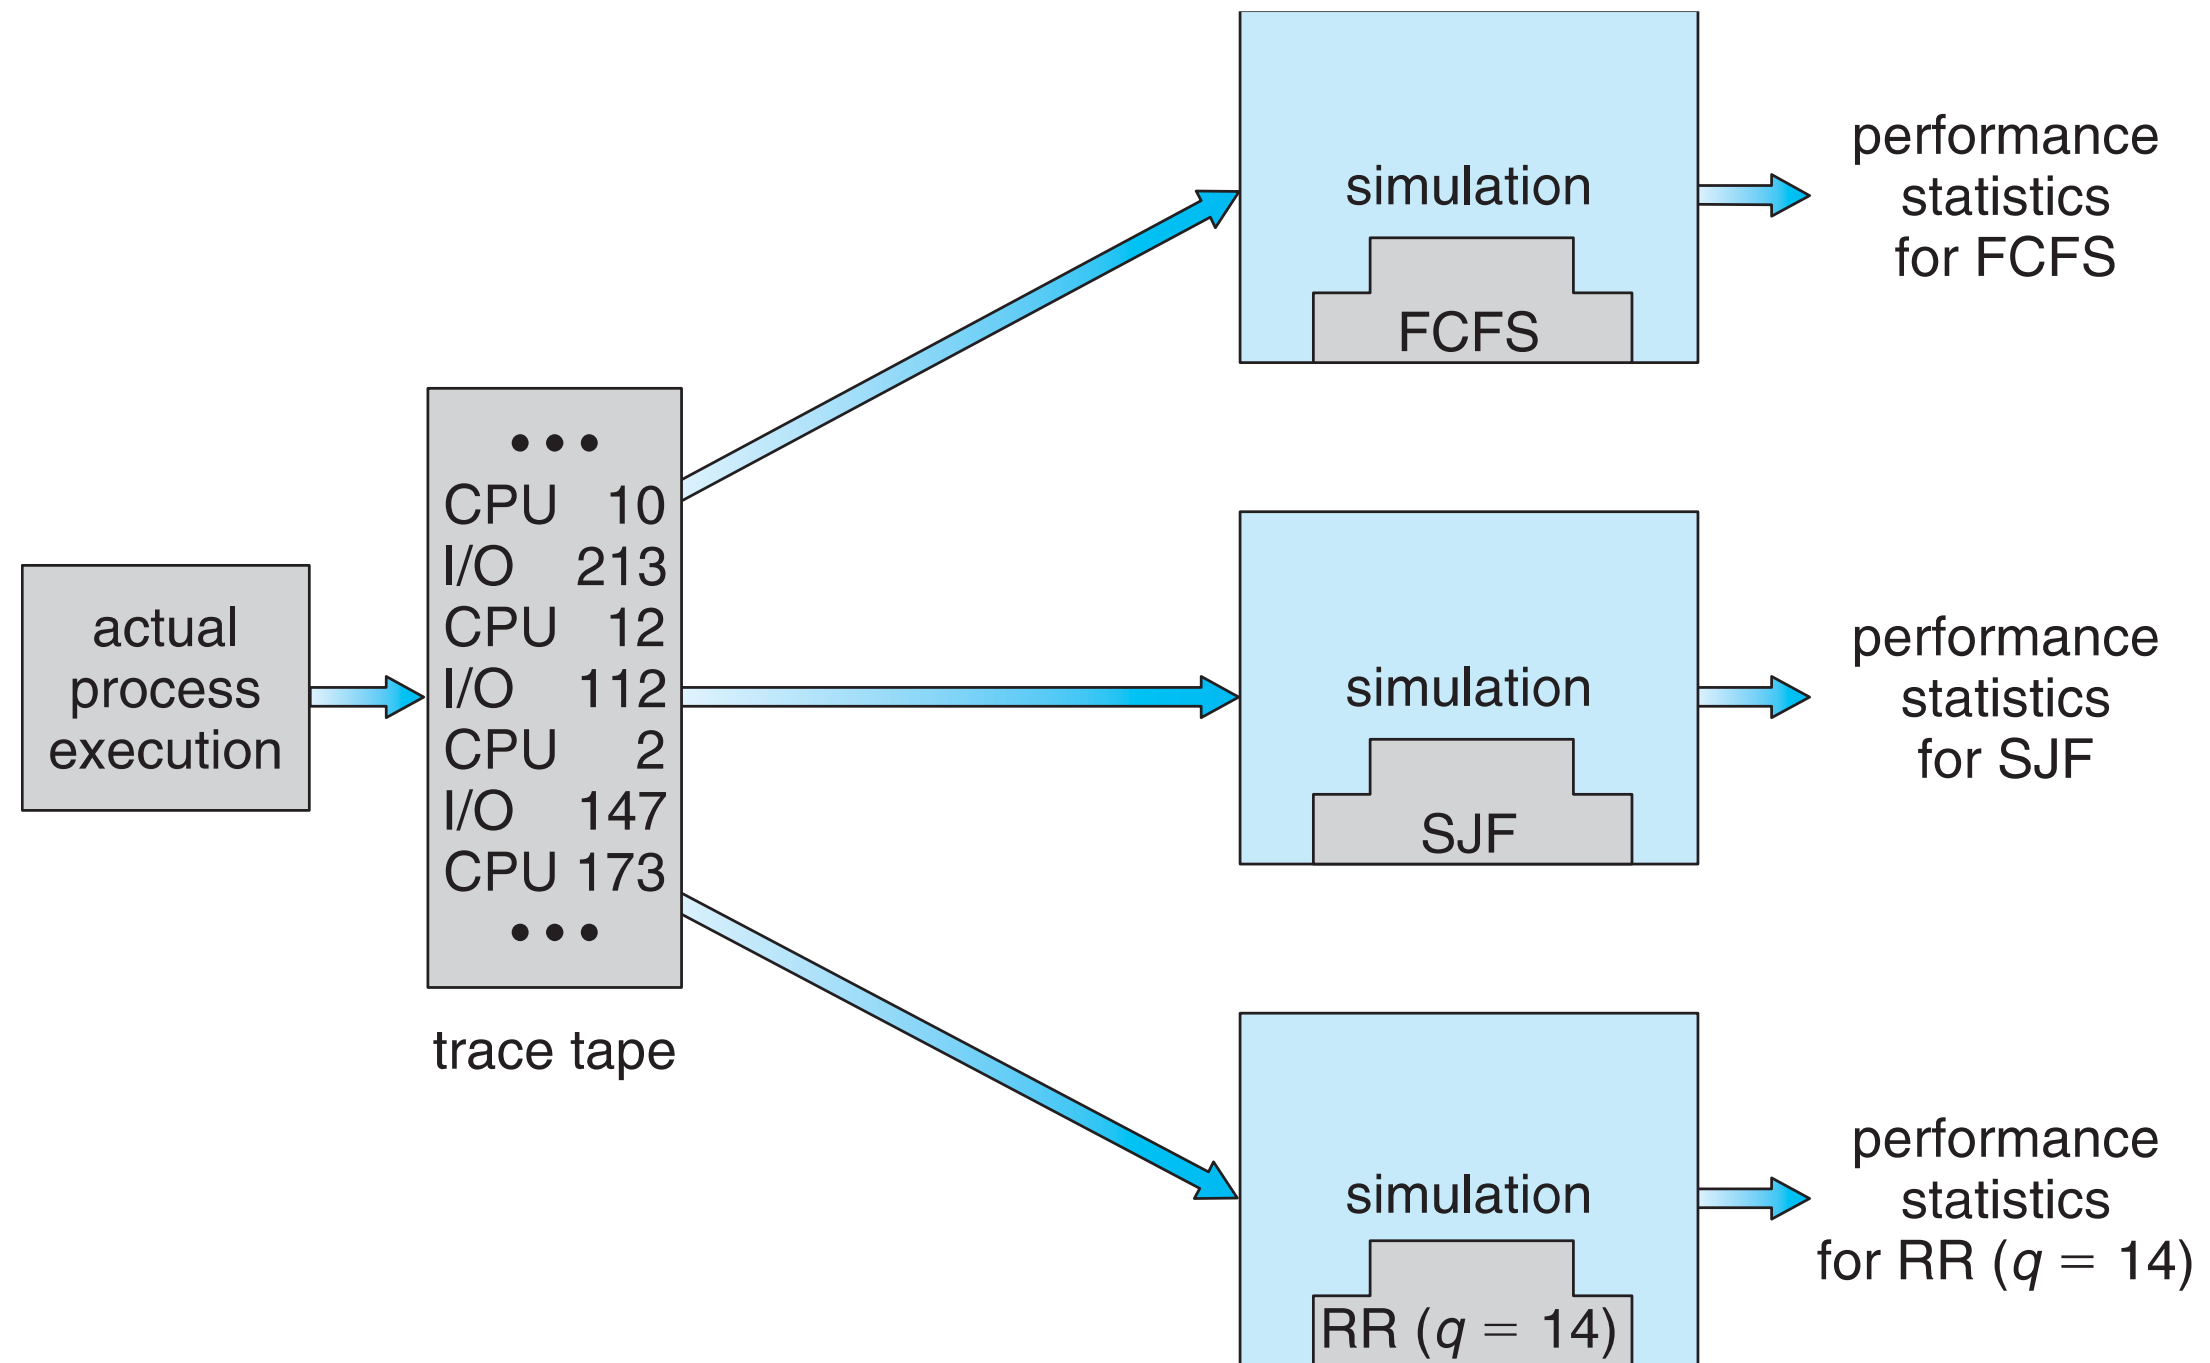 actual
process
execution
• • •
CPU 10
I/O 213
CPU 12
I/O 112
CPU 2
I/O 147
CPU 173
• • •
trace tape
simulation
FCFS
performance
statistics
for FCFS
simulation
SJF
performance
statistics
for SJF
simulation
RR (q = 14)
performance
statistics
for RR (q = 14)